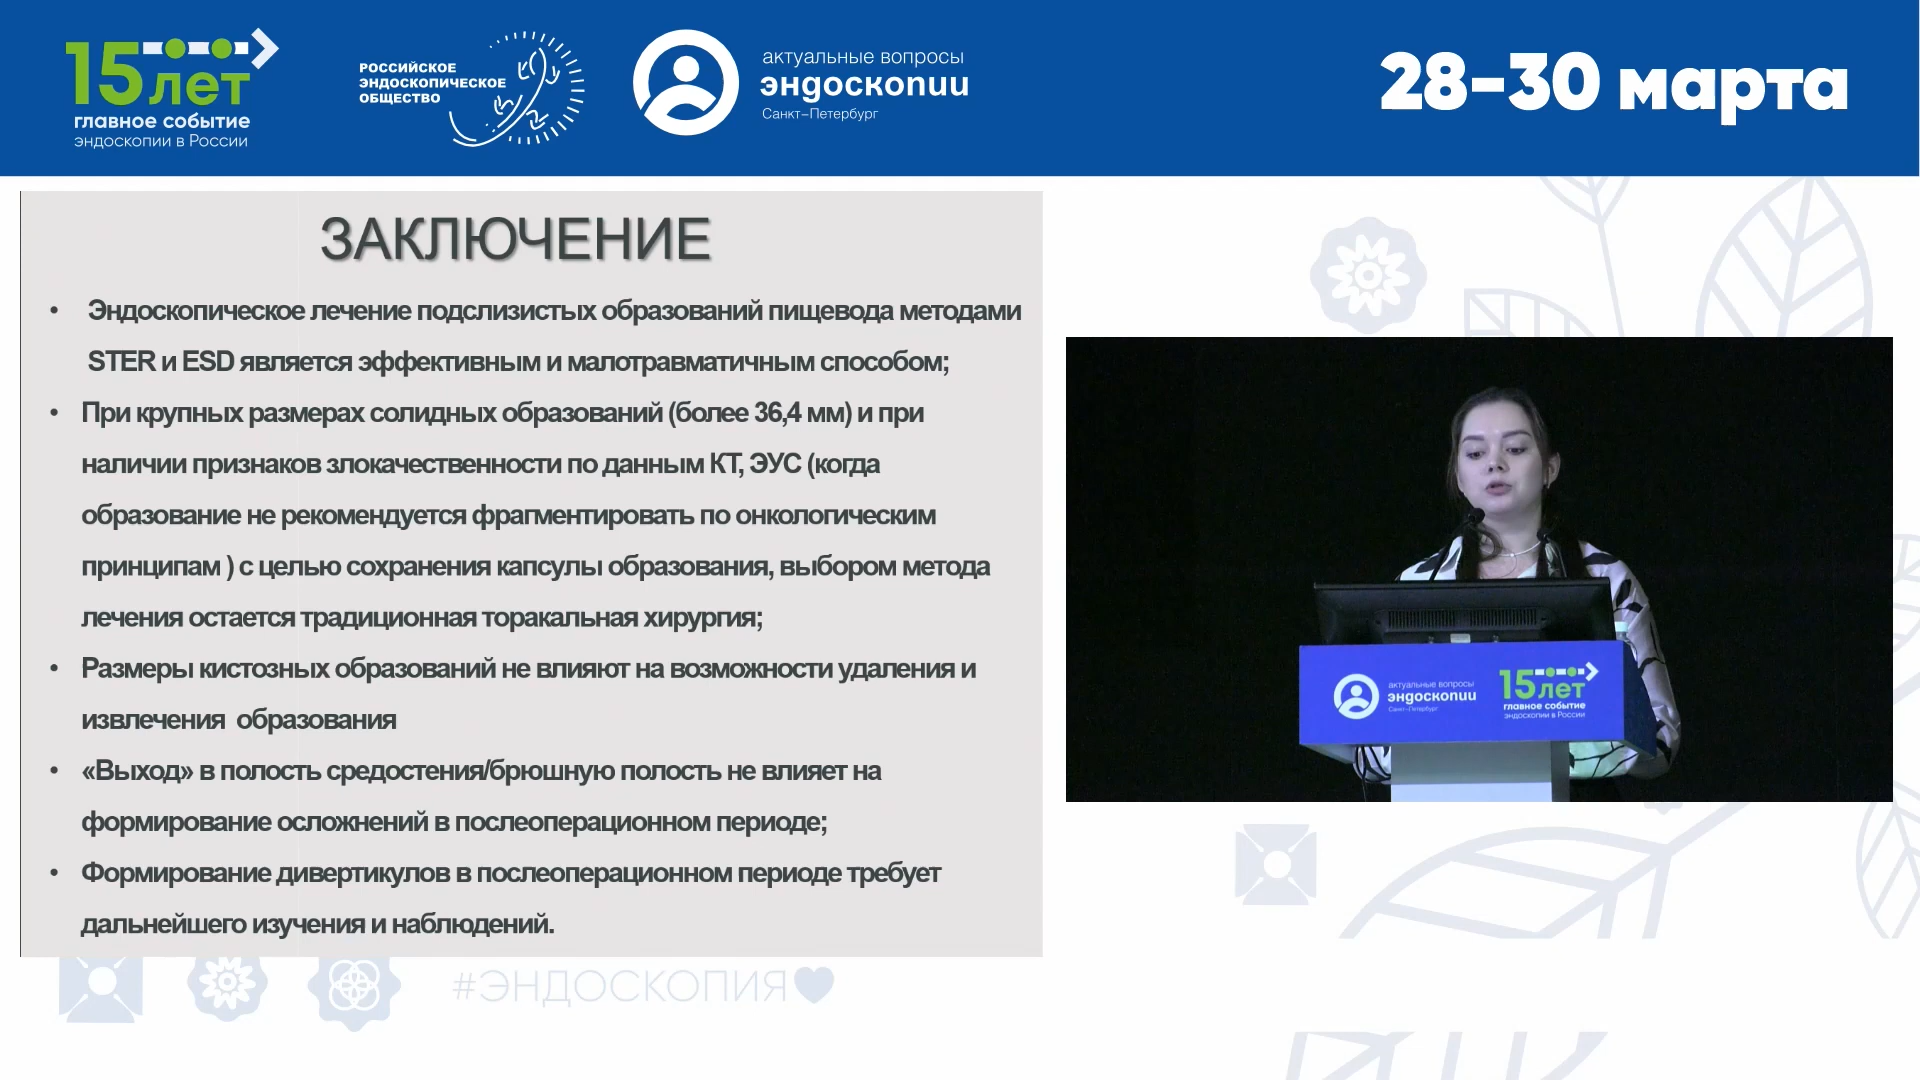 15 лет
главное событие
эндоскопии в России
РОССИЙСКОЕ
ЭНДОСКОПИЧЕСКОЕ
ОБЩЕСТВО
актуальные вопросы
эндоскопии
Санкт-Петербург
28-30 марта
ЗАКЛЮЧЕНИЕ
• Эндоскопическое лечение подслизистых образований пищевода методами
STER и ESD является эффективным и малотравматичным способом;
• При крупных размерах солидных образований (более 36,4 мм) и при
наличии признаков злокачественности по данным КТ, ЭУС (когда
образование не рекомендуется фрагментировать по онкологическим
принципам ) с целью сохранения капсулы образования, выбором метода
лечения остается традиционная торакальная хирургия;
• Размеры кистозных образований не влияют на возможности удаления и
извлечения образования
• «Выход» в полость средостения/брюшную полость не влияет на
формирование осложнений в послеоперационном периоде;
• Формирование дивертикулов в послеоперационном периоде требует
дальнейшего изучения и наблюдений.
актуальные вопросы
эндоскопии
Санкт-Петербург
15 лет
главное событие
эндоскопии в России
#ЭНДОСКОПИЯ